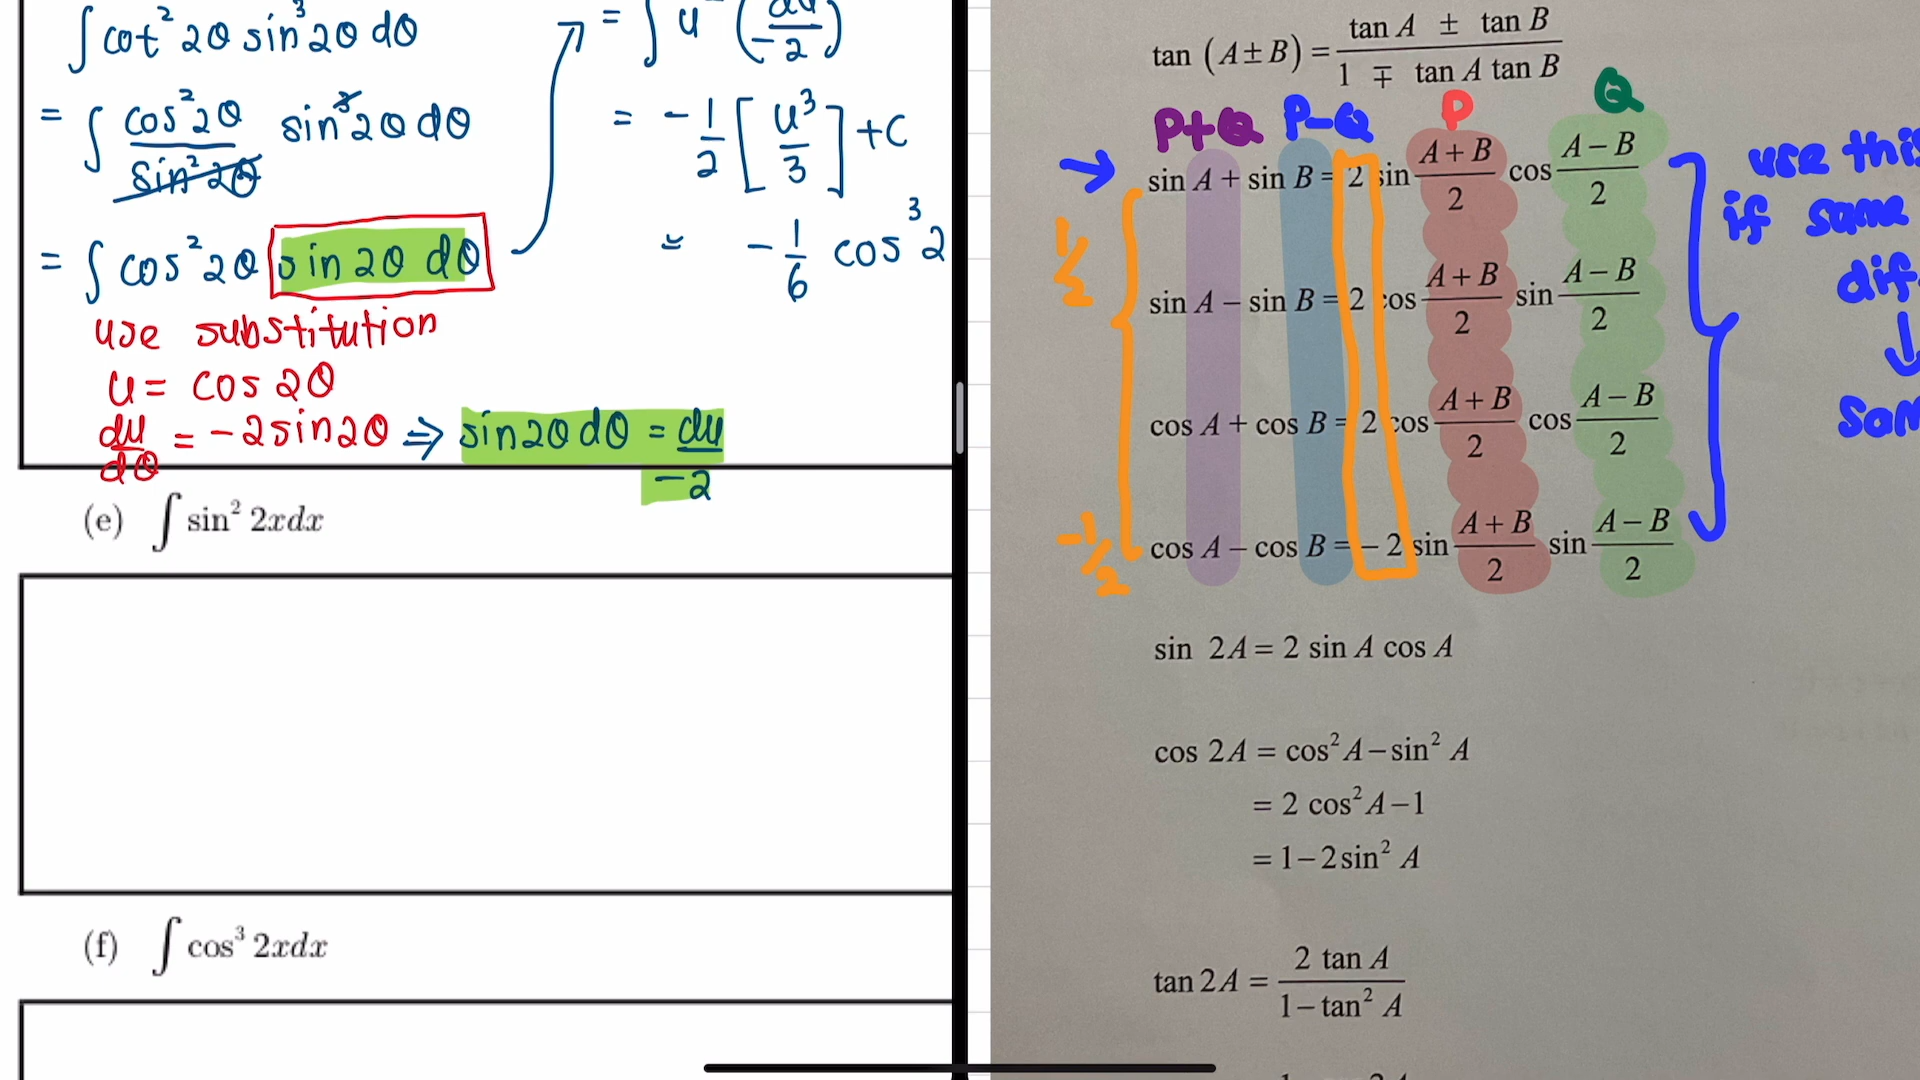 ∫ cot² 2θ sin³ 2θ dθ
= ∫ cos² 2θ / sin² 2θ sin³ 2θ dθ
= ∫ cos² 2θ sin 2θ dθ
use substitution
u = cos 2θ
du/dθ = -2 sin 2θ ⇒ sin 2θ dθ = du/-2
= ∫ u (du/-2)
= -1/2 [u³/3] + C
= -1/6 cos³ 2
(e) ∫ sin² 2xdx
(f) ∫ cos³ 2xdx
tan (A ± B) = (tan A ± tan B)/(1 ∓ tan A tan B)
P+Q P-Q P Q
→ sin A + sin B = 2 sin (A + B)/2 cos (A − B)/2
sin A − sin B = 2 cos (A + B)/2 sin (A − B)/2
cos A + cos B = 2 cos (A + B)/2 cos (A − B)/2
cos A − cos B = − 2 sin (A + B)/2 sin (A − B)/2
1/2
-1/2
use this
if same
dif
↓
sam
sin 2A = 2 sin A cos A
cos 2A = cos² A − sin² A
= 2 cos² A − 1
= 1 − 2 sin² A
tan 2A = 2 tan A/(1 − tan² A)